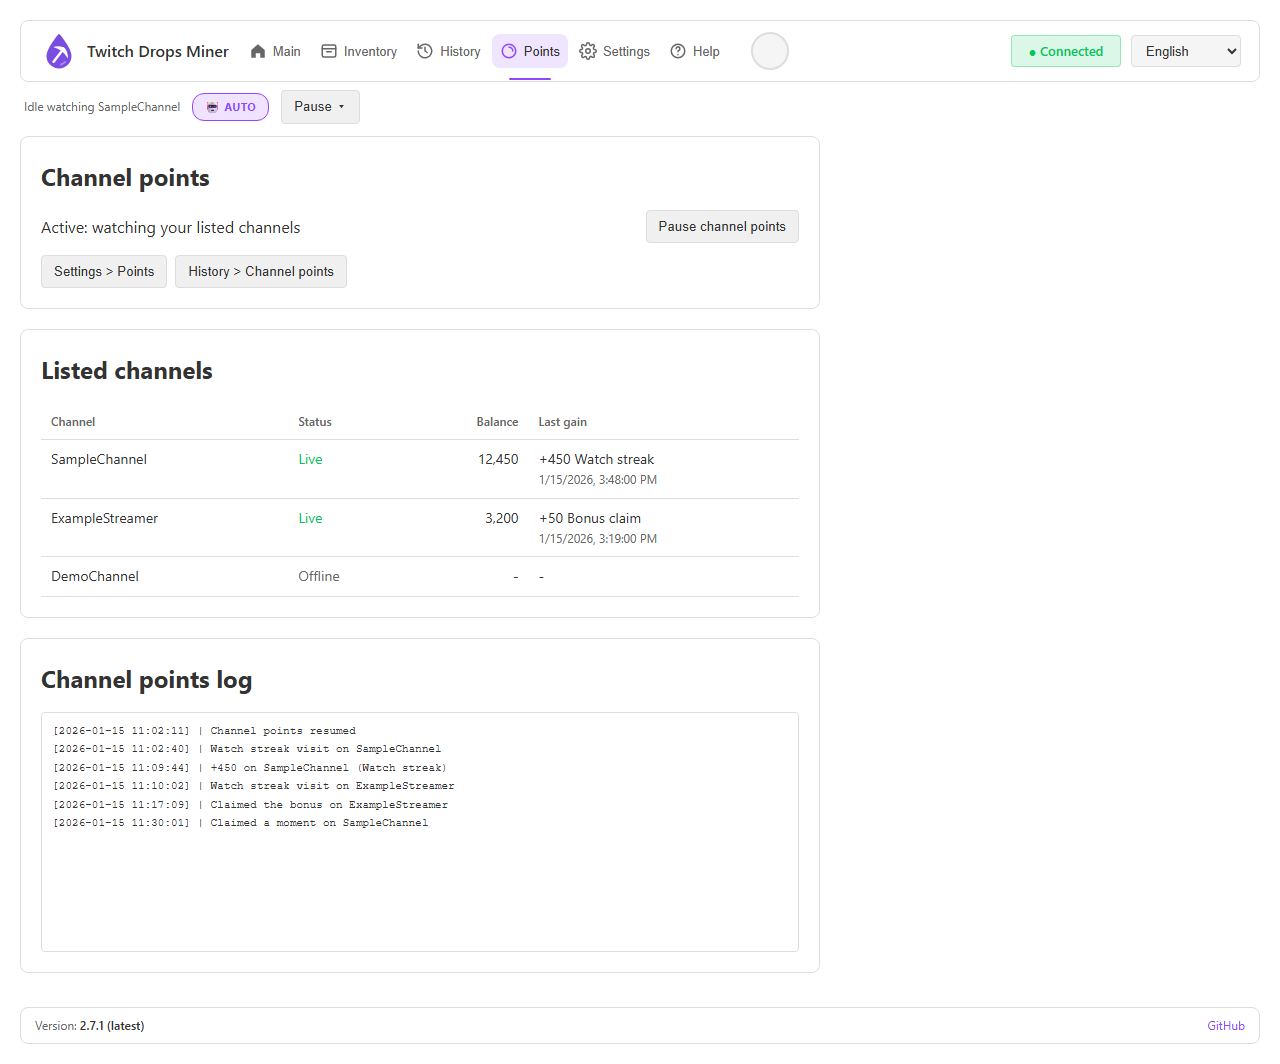 Twitch Drops Miner
Main
Inventory
History
Points
Settings
Help
● Connected
English
Idle watching SampleChannel
AUTO
Pause
Channel points
Active: watching your listed channels
Pause channel points
Settings > Points
History > Channel points
Listed channels
Channel Status Balance Last gain
SampleChannel Live 12,450 +450 Watch streak
1/15/2026, 3:48:00 PM
ExampleStreamer Live 3,200 +50 Bonus claim
1/15/2026, 3:19:00 PM
DemoChannel Offline - -
Channel points log
[2026-01-15 11:02:11] | Channel points resumed
[2026-01-15 11:02:40] | Watch streak visit on SampleChannel
[2026-01-15 11:09:44] | +450 on SampleChannel (Watch streak)
[2026-01-15 11:10:02] | Watch streak visit on ExampleStreamer
[2026-01-15 11:17:09] | Claimed the bonus on ExampleStreamer
[2026-01-15 11:30:01] | Claimed a moment on SampleChannel
Version: 2.7.1 (latest)
GitHub